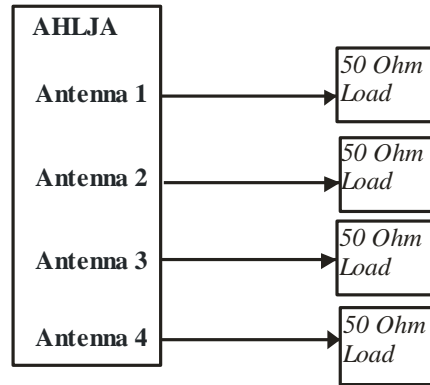 AHLJA
Antenna 1
50 Ohm
Load
Antenna 2
50 Ohm
Load
Antenna 3
50 Ohm
Load
Antenna 4
50 Ohm
Load